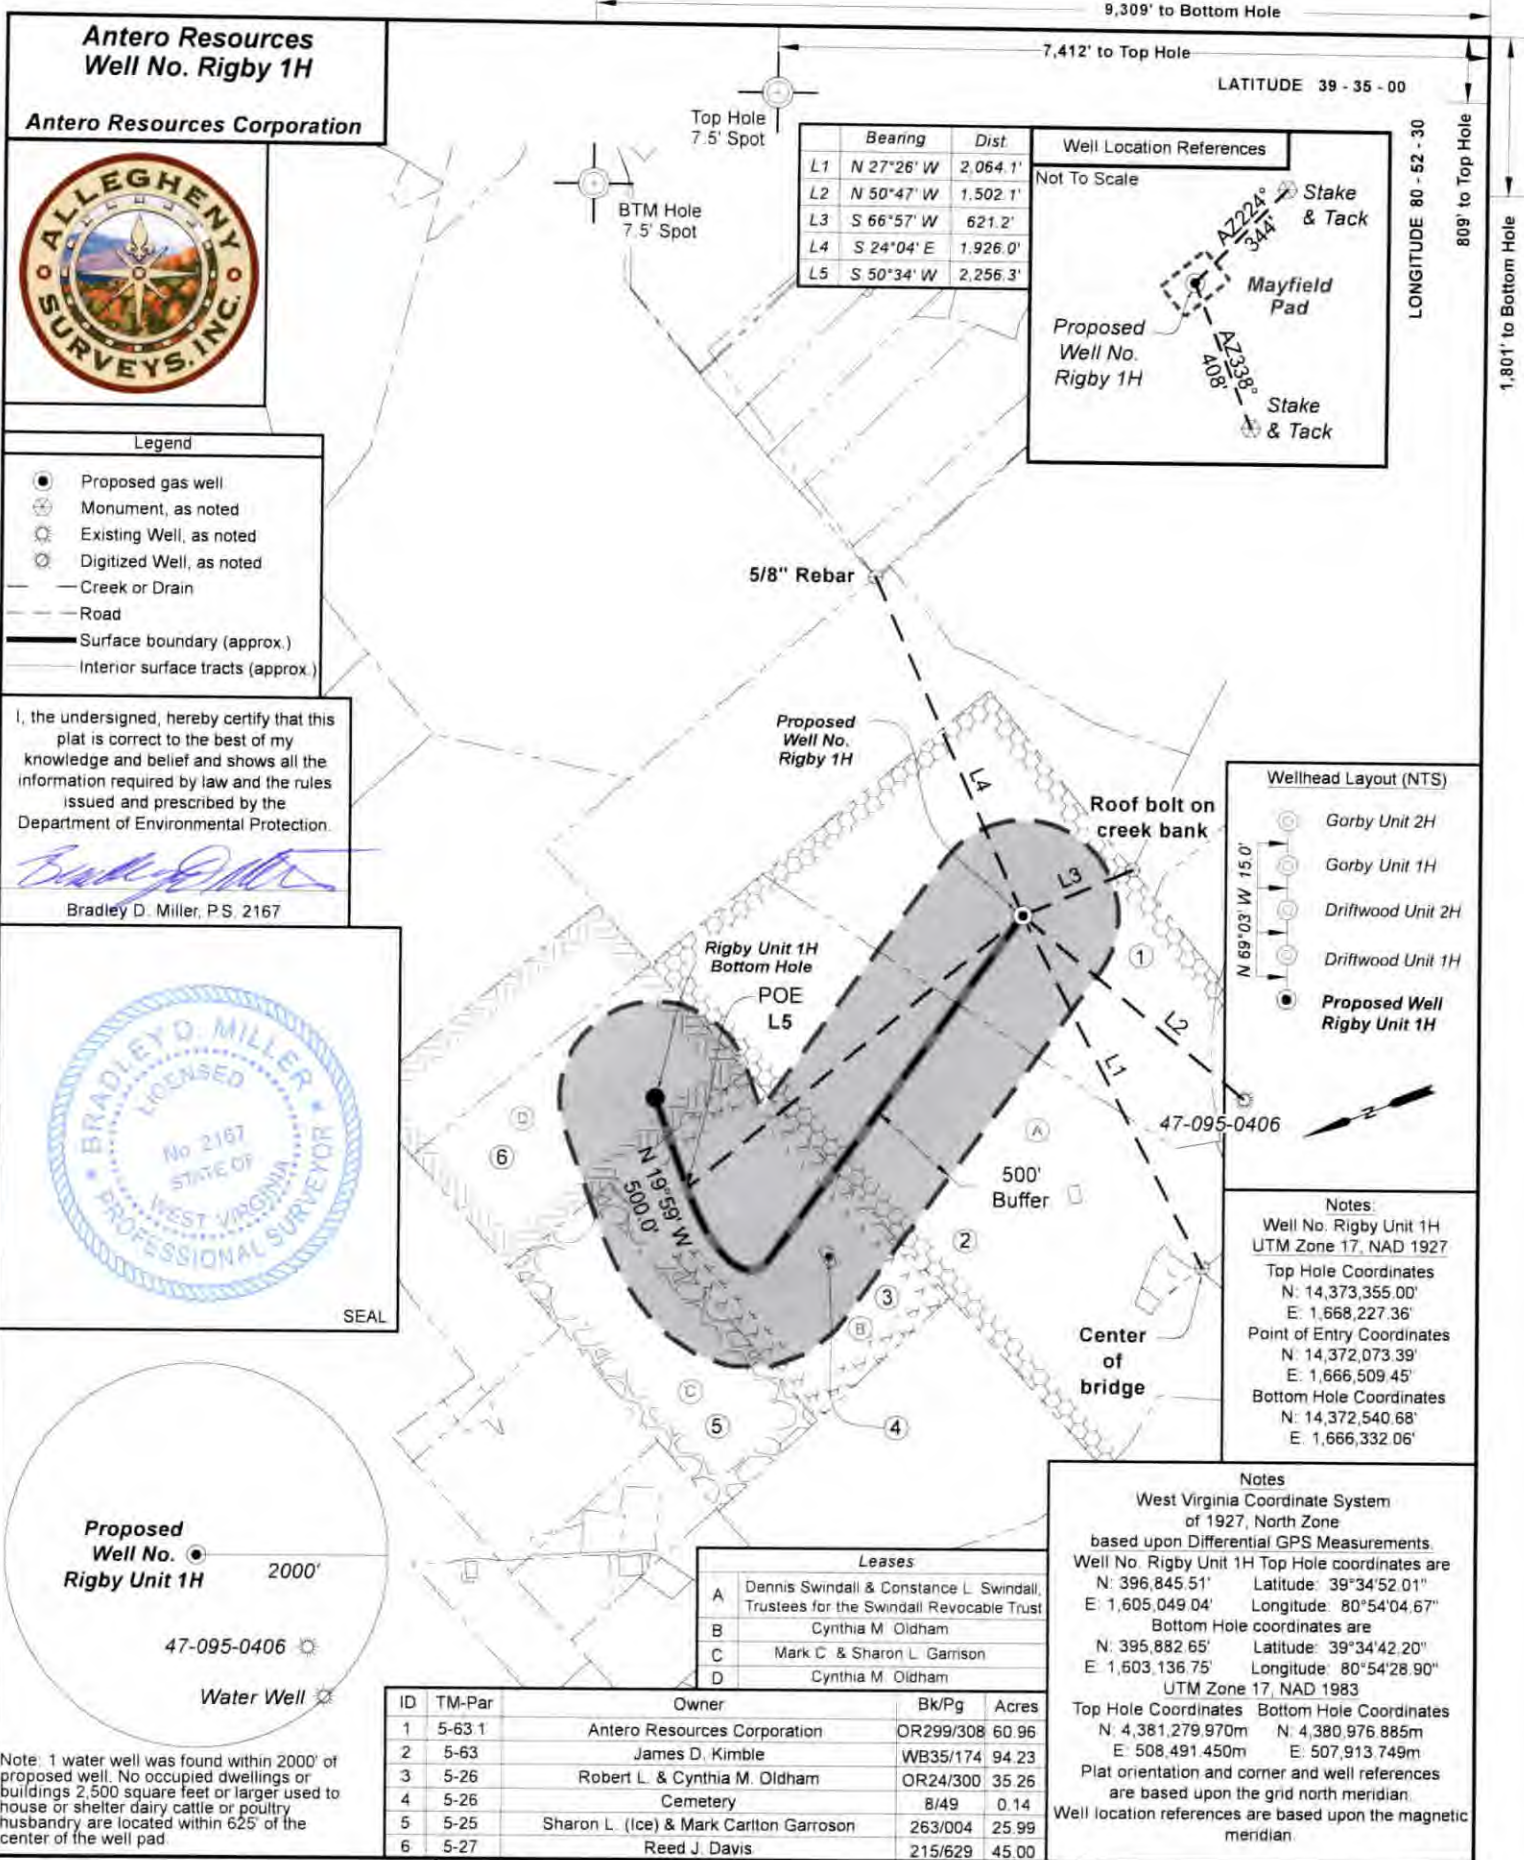 9,309' to Bottom Hole
7,412' to Top Hole
LATITUDE 39 - 35 - 00
LONGITUDE 80 - 52 - 30
809' to Top Hole
1,801' to Bottom Hole
Antero Resources
Well No. Rigby 1H
Antero Resources Corporation
ALLEGHENY
SURVEYS, INC.
Top Hole
7.5' Spot
BTM Hole
7.5' Spot
Bearing Dist.
L1 N 27°26' W 2,064.1'
L2 N 50°47' W 1,502.1'
L3 S 66°57' W 621.2'
L4 S 24°04' E 1,926.0'
L5 S 50°34' W 2,256.3'
Well Location References
Not To Scale
Stake
& Tack
AZ224°
344'
Mayfield
Pad
Proposed
Well No.
Rigby 1H
AZ338°
408'
Stake
& Tack
Legend
Proposed gas well
Monument, as noted
Existing Well, as noted
Digitized Well, as noted
Creek or Drain
Road
Surface boundary (approx.)
Interior surface tracts (approx.)
I, the undersigned, hereby certify that this
plat is correct to the best of my
knowledge and belief and shows all the
information required by law and the rules
issued and prescribed by the
Department of Environmental Protection.
Bradley D. Miller, P.S. 2167
BRADLEY D. MILLER
LICENSED
No. 2167
STATE OF
WEST VIRGINIA
PROFESSIONAL SURVEYOR
SEAL
5/8" Rebar
Proposed
Well No.
Rigby 1H
L4
Roof bolt on
creek bank
L3
1
L2
L1
47-095-0406
Rigby Unit 1H
Bottom Hole
POE
L5
N 19°59' W
500.0'
D
6
A
500'
Buffer
2
3
B
C
5
4
Center
of
bridge
Wellhead Layout (NTS)
Gorby Unit 2H
Gorby Unit 1H
Driftwood Unit 2H
Driftwood Unit 1H
Proposed Well
Rigby Unit 1H
N 69°03' W 15.0'
N
Notes:
Well No. Rigby Unit 1H
UTM Zone 17, NAD 1927
Top Hole Coordinates
N: 14,373,355.00'
E: 1,668,227.36'
Point of Entry Coordinates
N: 14,372,073.39'
E: 1,666,509.45'
Bottom Hole Coordinates
N: 14,372,540.68'
E: 1,666,332.06'
Notes
West Virginia Coordinate System
of 1927, North Zone
based upon Differential GPS Measurements.
Well No. Rigby Unit 1H Top Hole coordinates are
N: 396,845.51' Latitude: 39°34'52.01"
E: 1,605,049.04' Longitude: 80°54'04.67"
Bottom Hole coordinates are
N: 395,882.65' Latitude: 39°34'42.20"
E: 1,603,136.75' Longitude: 80°54'28.90"
UTM Zone 17, NAD 1983
Top Hole Coordinates Bottom Hole Coordinates
N: 4,381,279.970m N: 4,380,976.885m
E: 508,491.450m E: 507,913.749m
Plat orientation and corner and well references
are based upon the grid north meridian.
Well location references are based upon the magnetic
meridian.
Proposed
Well No.
Rigby Unit 1H
2000'
47-095-0406
Water Well
Note: 1 water well was found within 2000' of
proposed well. No occupied dwellings or
buildings 2,500 square feet or larger used to
house or shelter dairy cattle or poultry
husbandry are located within 625' of the
center of the well pad.
Leases
A Dennis Swindall & Constance L. Swindall,
Trustees for the Swindall Revocable Trust
B Cynthia M. Oldham
C Mark C. & Sharon L. Garrison
D Cynthia M. Oldham
ID TM-Par Owner Bk/Pg Acres
1 5-63.1 Antero Resources Corporation OR299/308 60.96
2 5-63 James D. Kimble WB35/174 94.23
3 5-26 Robert L. & Cynthia M. Oldham OR24/300 35.26
4 5-26 Cemetery 8/49 0.14
5 5-25 Sharon L. (Ice) & Mark Carlton Garroson 263/004 25.99
6 5-27 Reed J. Davis 215/629 45.00